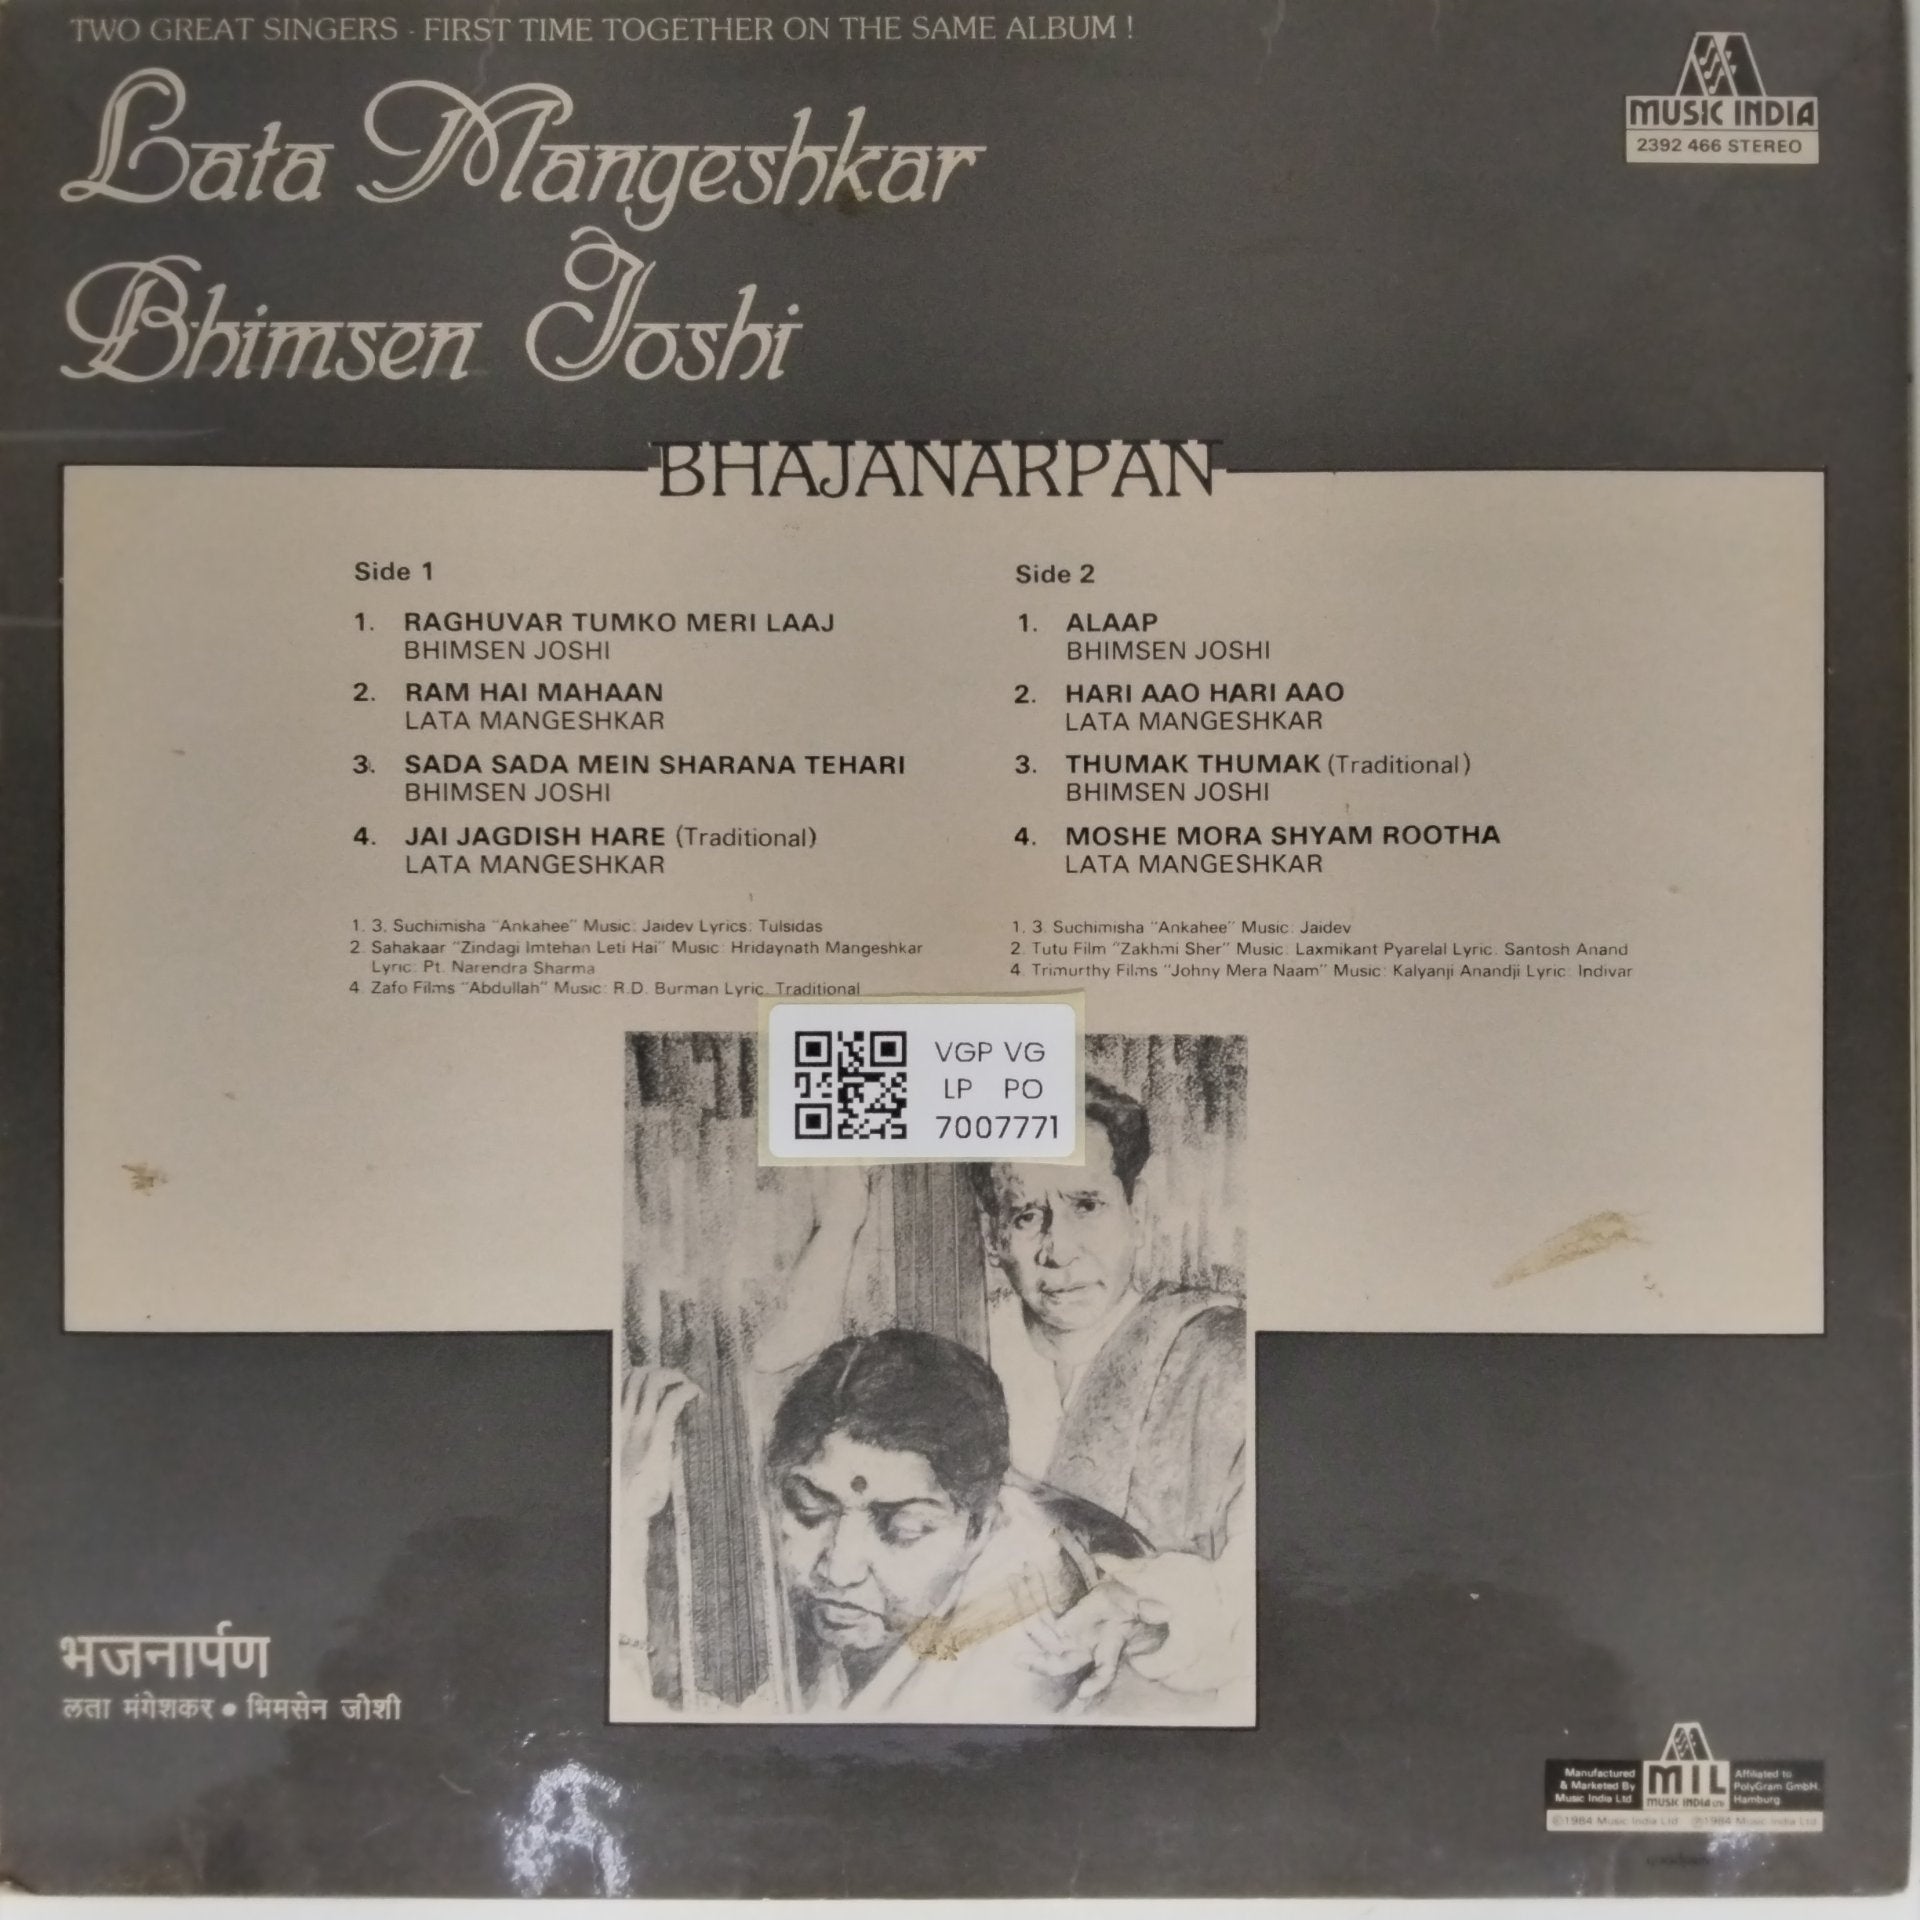 TWO GREAT SINGERS - FIRST TIME TOGETHER ON THE SAME ALBUM !
Lata Mangeshkar
Bhimsen Joshi
MUSIC INDIA
2392 466 STEREO
BHAJANARPAN
Side 1
1. RAGHUVAR TUMKO MERI LAAJ
BHIMSEN JOSHI
2. RAM HAI MAHAAN
LATA MANGESHKAR
3. SADA SADA MEIN SHARANA TEHARI
BHIMSEN JOSHI
4. JAI JAGDISH HARE (Traditional)
LATA MANGESHKAR
1. 3. Suchimisha "Ankahee" Music: Jaidev Lyrics: Tulsidas
2. Sahakaar "Zindagi Imtehan Leti Hai" Music: Hridaynath Mangeshkar
Lyric: Pt. Narendra Sharma
4. Zafo Films "Abdullah" Music: R.D. Burman Lyric. Traditional
Side 2
1. ALAAP
BHIMSEN JOSHI
2. HARI AAO HARI AAO
LATA MANGESHKAR
3. THUMAK THUMAK (Traditional)
BHIMSEN JOSHI
4. MOSHE MORA SHYAM ROOTHA
LATA MANGESHKAR
1. 3. Suchimisha "Ankahee" Music: Jaidev
2. Tutu Film "Zakhmi Sher" Music: Laxmikant Pyarelal Lyric. Santosh Anand
4. Trimurthy Films "Johny Mera Naam" Music: Kalyanji Anandji Lyric: Indivar
VGP VG
LP PO
7007771
भजनार्पण
लता मंगेशकर • भिमसेन जोशी
Manufactured
& Marketed By
Music India Ltd
MIL
MUSIC INDIA LTD
Affiliated to
PolyGram GmbH.
Hamburg
©1984 Music India Ltd ℗1984 Music India Ltd